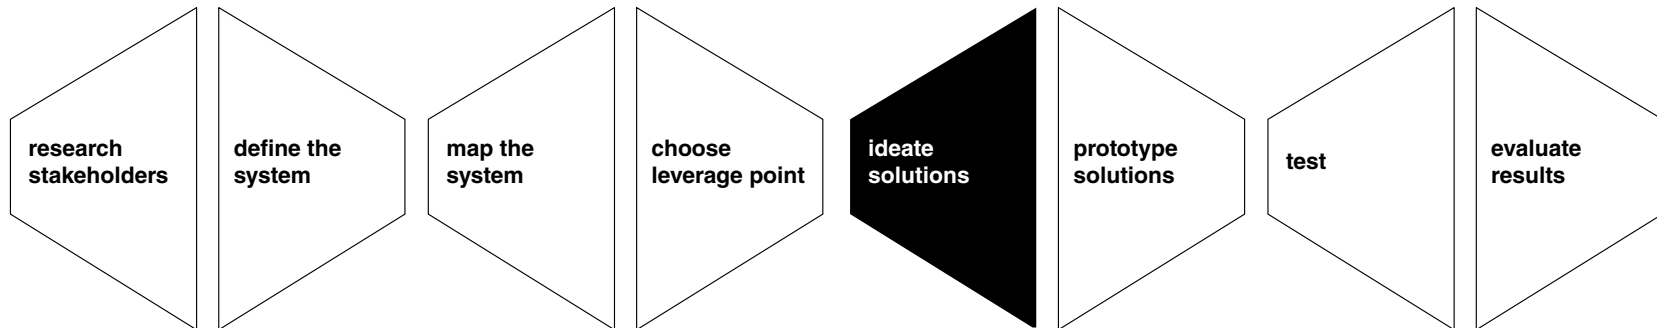 research
stakeholders
define the
system
map the
system
choose
leverage point
ideate
solutions
prototype
solutions
test
evaluate
results